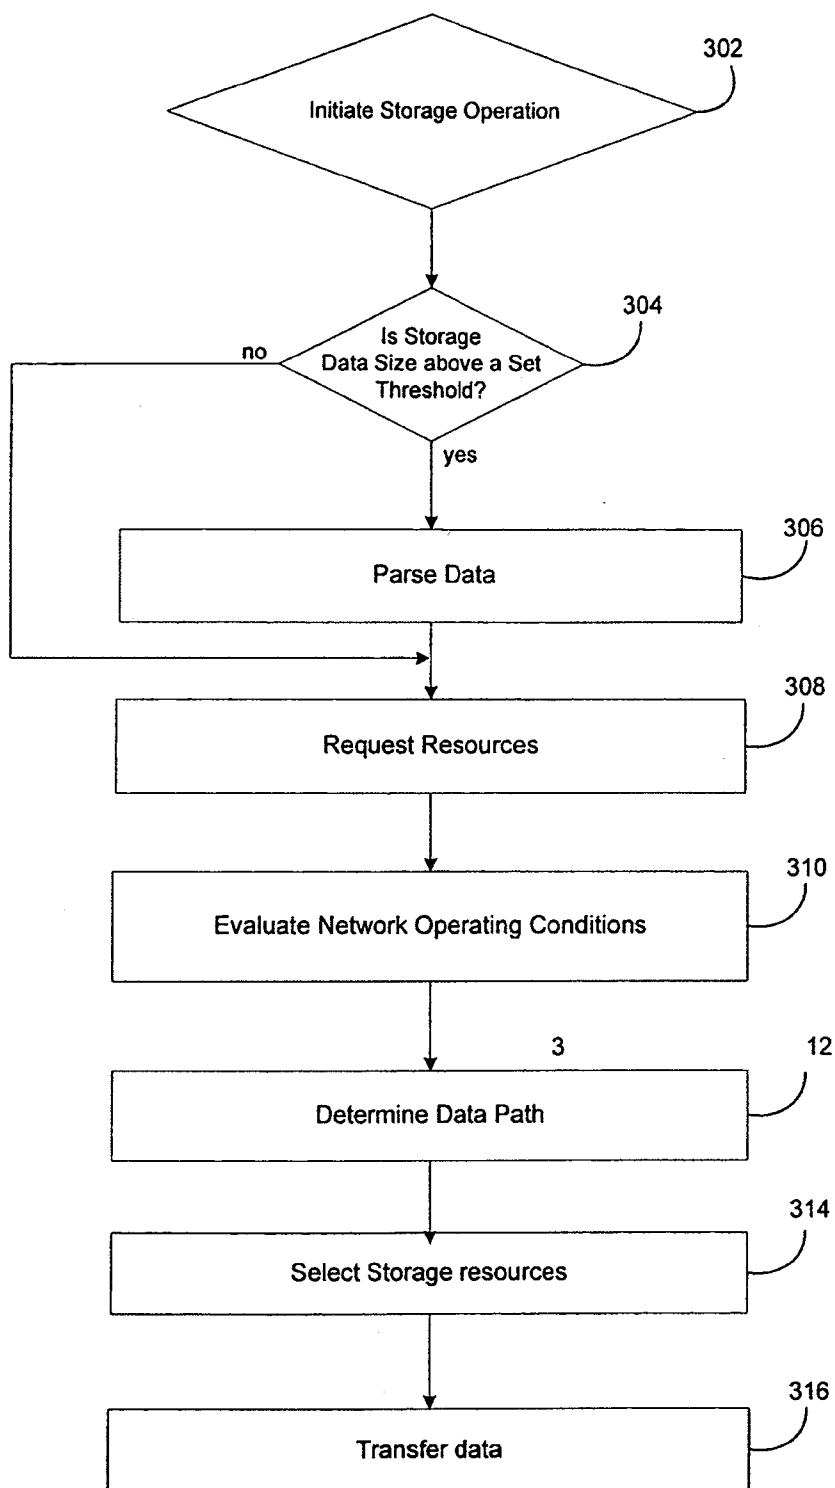 302
Initiate Storage Operation
304
Is Storage
Data Size above a Set
Threshold?
no
yes
306
Parse Data
308
Request Resources
310
Evaluate Network Operating Conditions
3 12
Determine Data Path
314
Select Storage resources
316
Transfer data